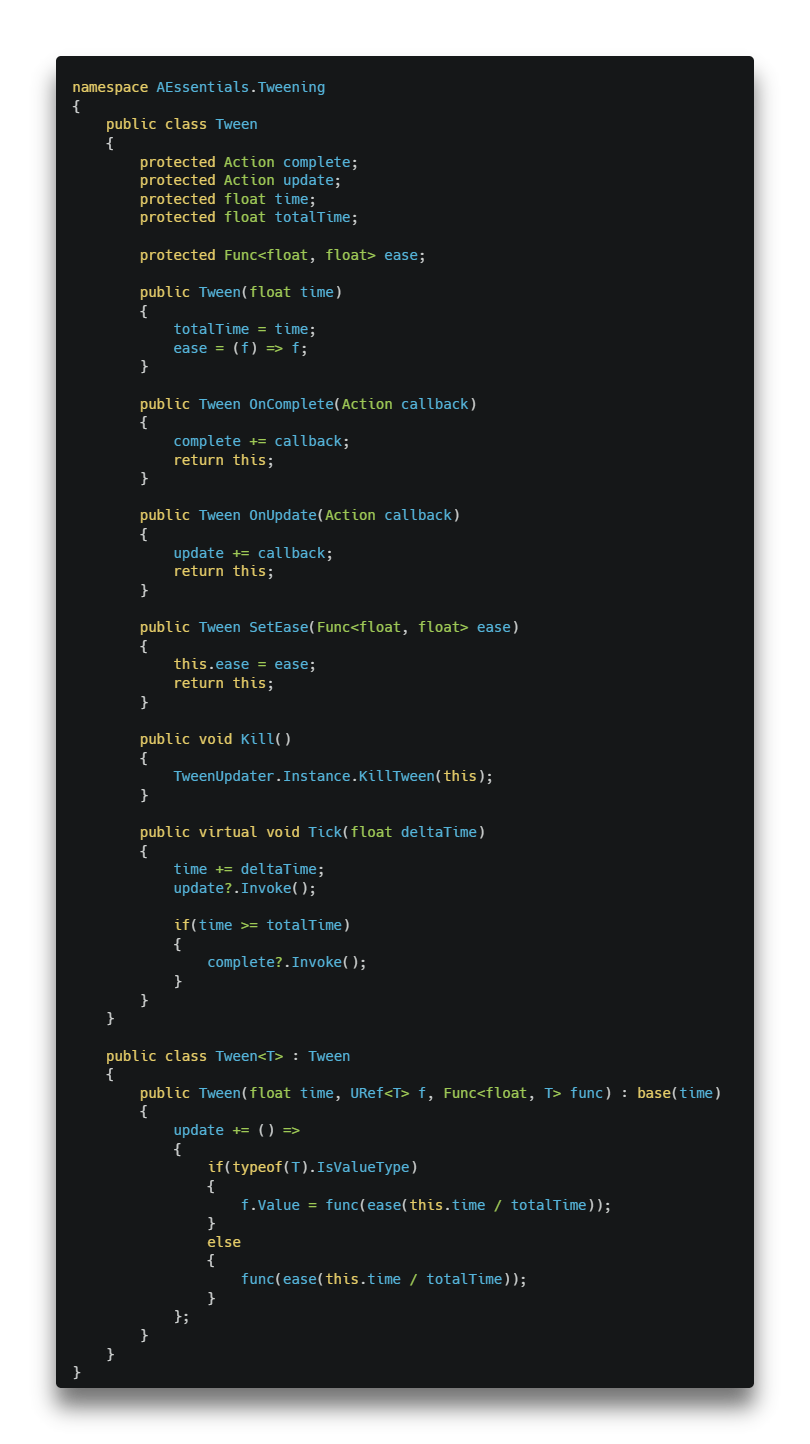 namespace AEssentials.Tweening
{
    public class Tween
    {
        protected Action complete;
        protected Action update;
        protected float time;
        protected float totalTime;

        protected Func<float, float> ease;

        public Tween(float time)
        {
            totalTime = time;
            ease = (f) => f;
        }

        public Tween OnComplete(Action callback)
        {
            complete += callback;
            return this;
        }

        public Tween OnUpdate(Action callback)
        {
            update += callback;
            return this;
        }

        public Tween SetEase(Func<float, float> ease)
        {
            this.ease = ease;
            return this;
        }

        public void Kill()
        {
            TweenUpdater.Instance.KillTween(this);
        }

        public virtual void Tick(float deltaTime)
        {
            time += deltaTime;
            update?.Invoke();

            if(time >= totalTime)
            {
                complete?.Invoke();
            }
        }
    }

    public class Tween<T> : Tween
    {
        public Tween(float time, URef<T> f, Func<float, T> func) : base(time)
        {
            update += () =>
            {
                if(typeof(T).IsValueType)
                {
                    f.Value = func(ease(this.time / totalTime));
                }
                else
                {
                    func(ease(this.time / totalTime));
                }
            };
        }
    }
}